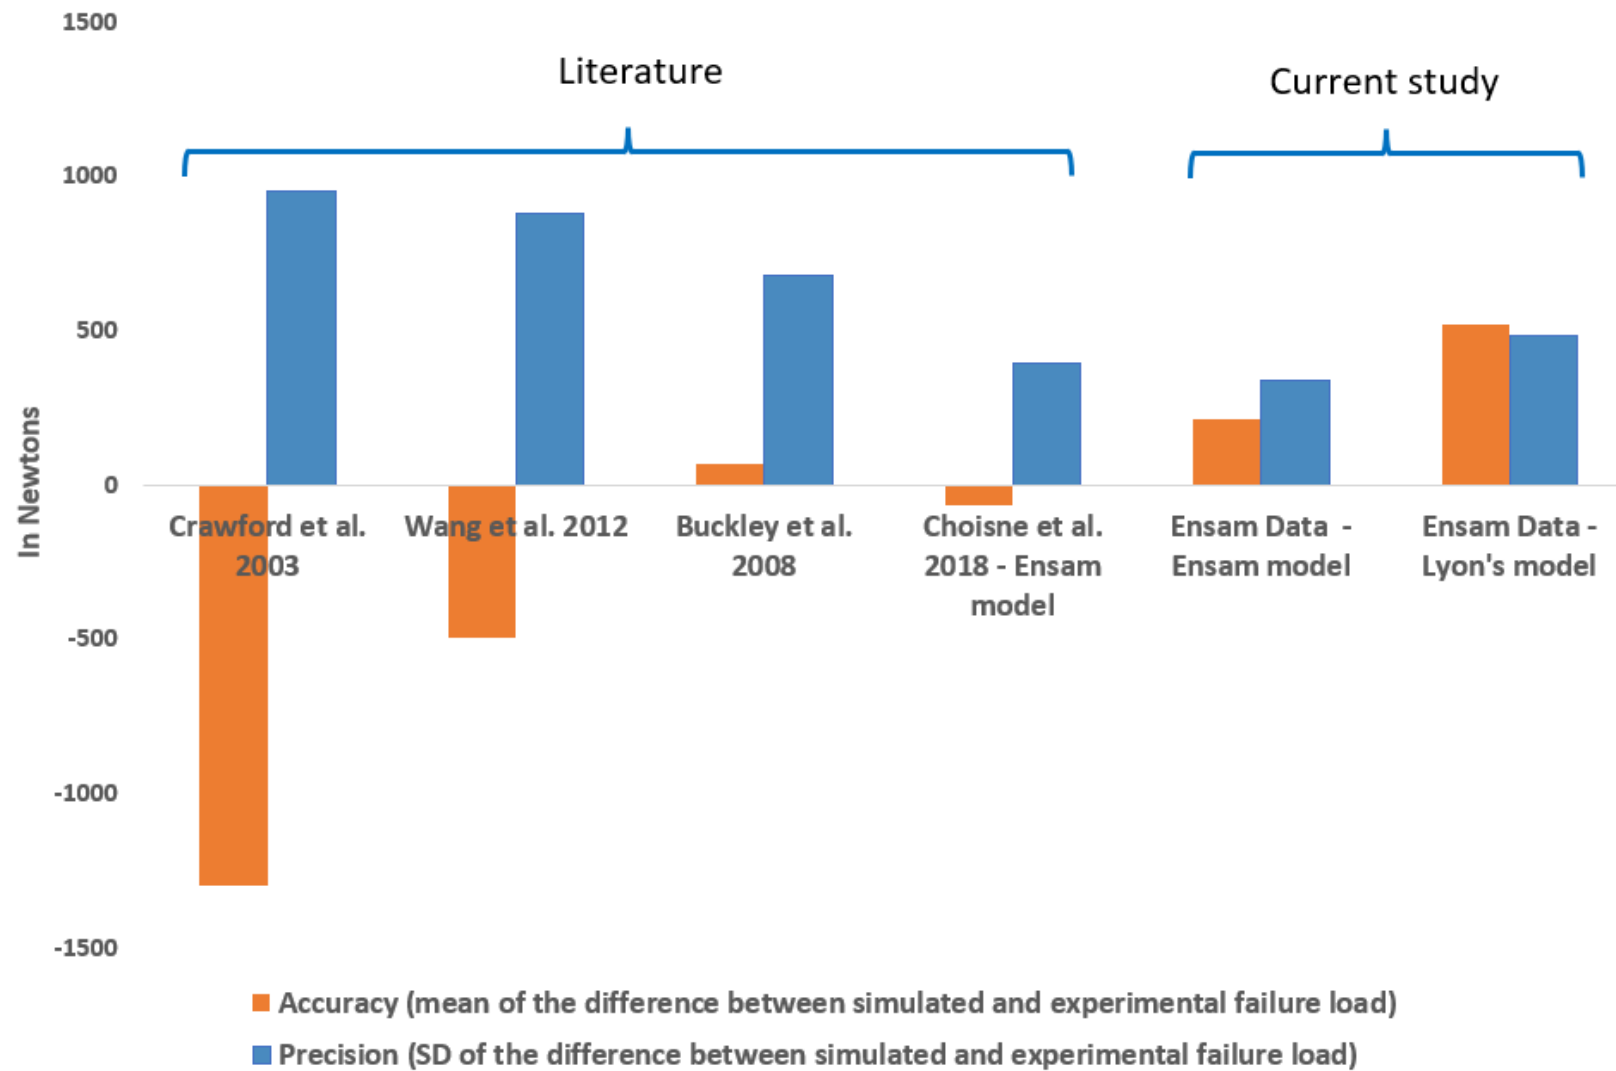 1500
Literature
Current study
1000
500
0
-500
-1000
-1500
In Newtons
Crawford et al.
2003
Wang et al. 2012
Buckley et al.
2008
Choisne et al.
2018 - Ensam
model
Ensam Data -
Ensam model
Ensam Data -
Lyon's model
Accuracy (mean of the difference between simulated and experimental failure load)
Precision (SD of the difference between simulated and experimental failure load)